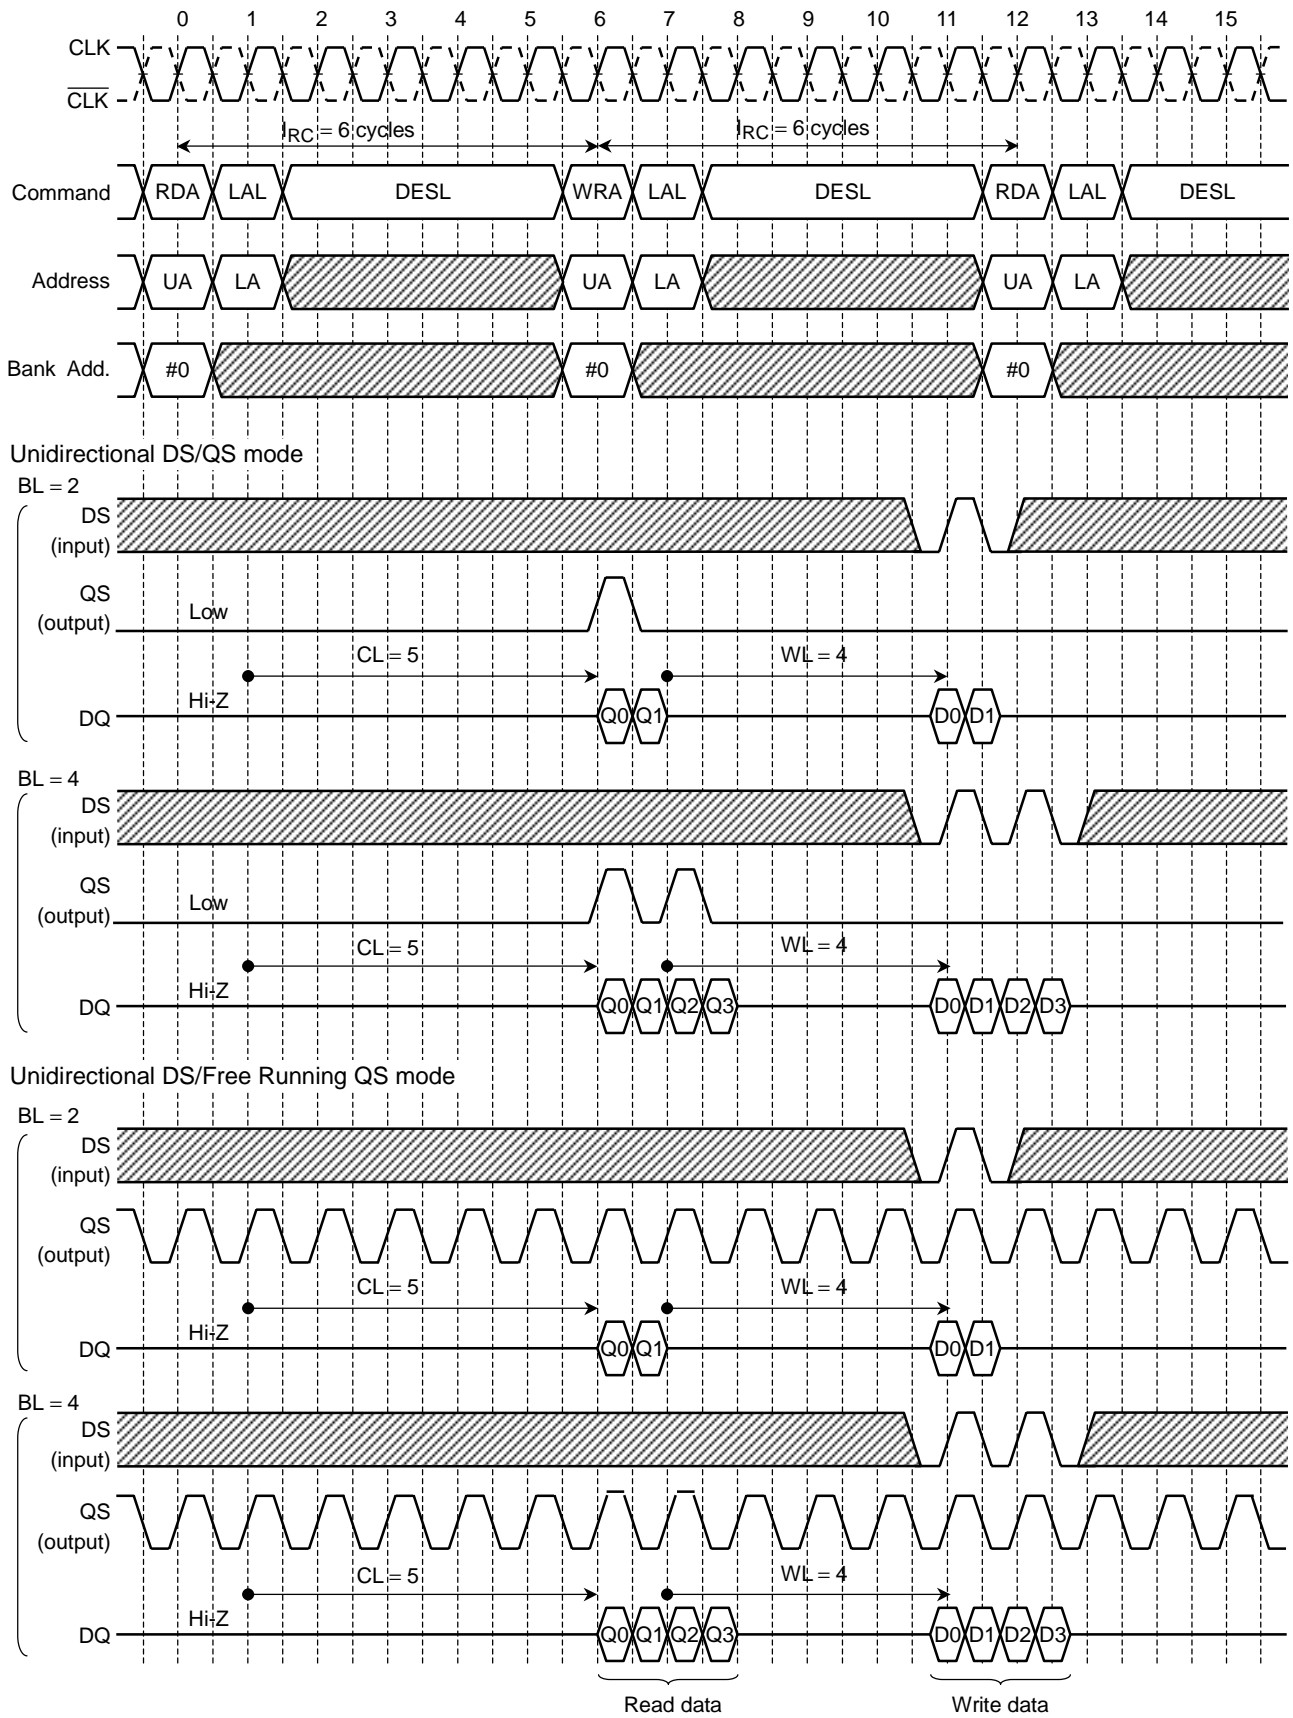 0 1 2 3 4 5 6 7 8 9 10 11 12 13 14 15
CLK
CLK
IRC = 6 cycles IRC = 6 cycles
Command RDA LAL DESL WRA LAL DESL RDA LAL DESL
Address UA LA UA LA UA LA
Bank Add. #0 #0 #0
Unidirectional DS/QS mode
BL = 2
DS
(input)
QS
(output) Low
CL = 5 WL = 4
Hi-Z
DQ Q0 Q1 D0 D1
BL = 4
DS
(input)
QS
(output) Low
CL = 5 WL = 4
Hi-Z
DQ Q0 Q1 Q2 Q3 D0 D1 D2 D3
Unidirectional DS/Free Running QS mode
BL = 2
DS
(input)
QS
(output)
CL = 5 WL = 4
Hi-Z
DQ Q0 Q1 D0 D1
BL = 4
DS
(input)
QS
(output)
CL = 5 WL = 4
Hi-Z
DQ Q0 Q1 Q2 Q3 D0 D1 D2 D3
Read data Write data